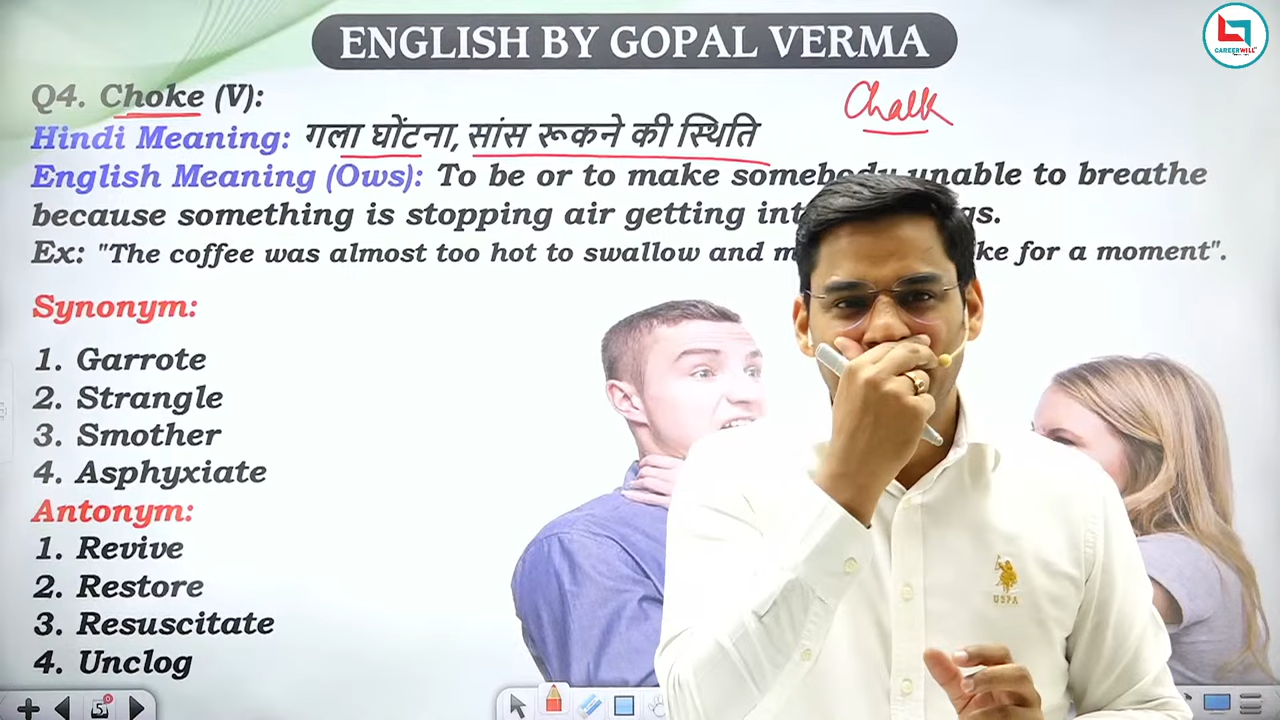 ENGLISH BY GOPAL VERMA
CAREERWILL
Q4. Choke (V):
Chalk
Hindi Meaning: गला घोंटना, सांस रूकने की स्थिति
English Meaning (Ows): To be or to make somebody unable to breathe
because something is stopping air getting
Ex: "The coffee was almost too hot to swallow and for a moment".
Synonym:
1. Garrote
2. Strangle
3. Smother
4. Asphyxiate
Antonym:
1. Revive
2. Restore
3. Resuscitate
4. Unclog
USPA
5
0